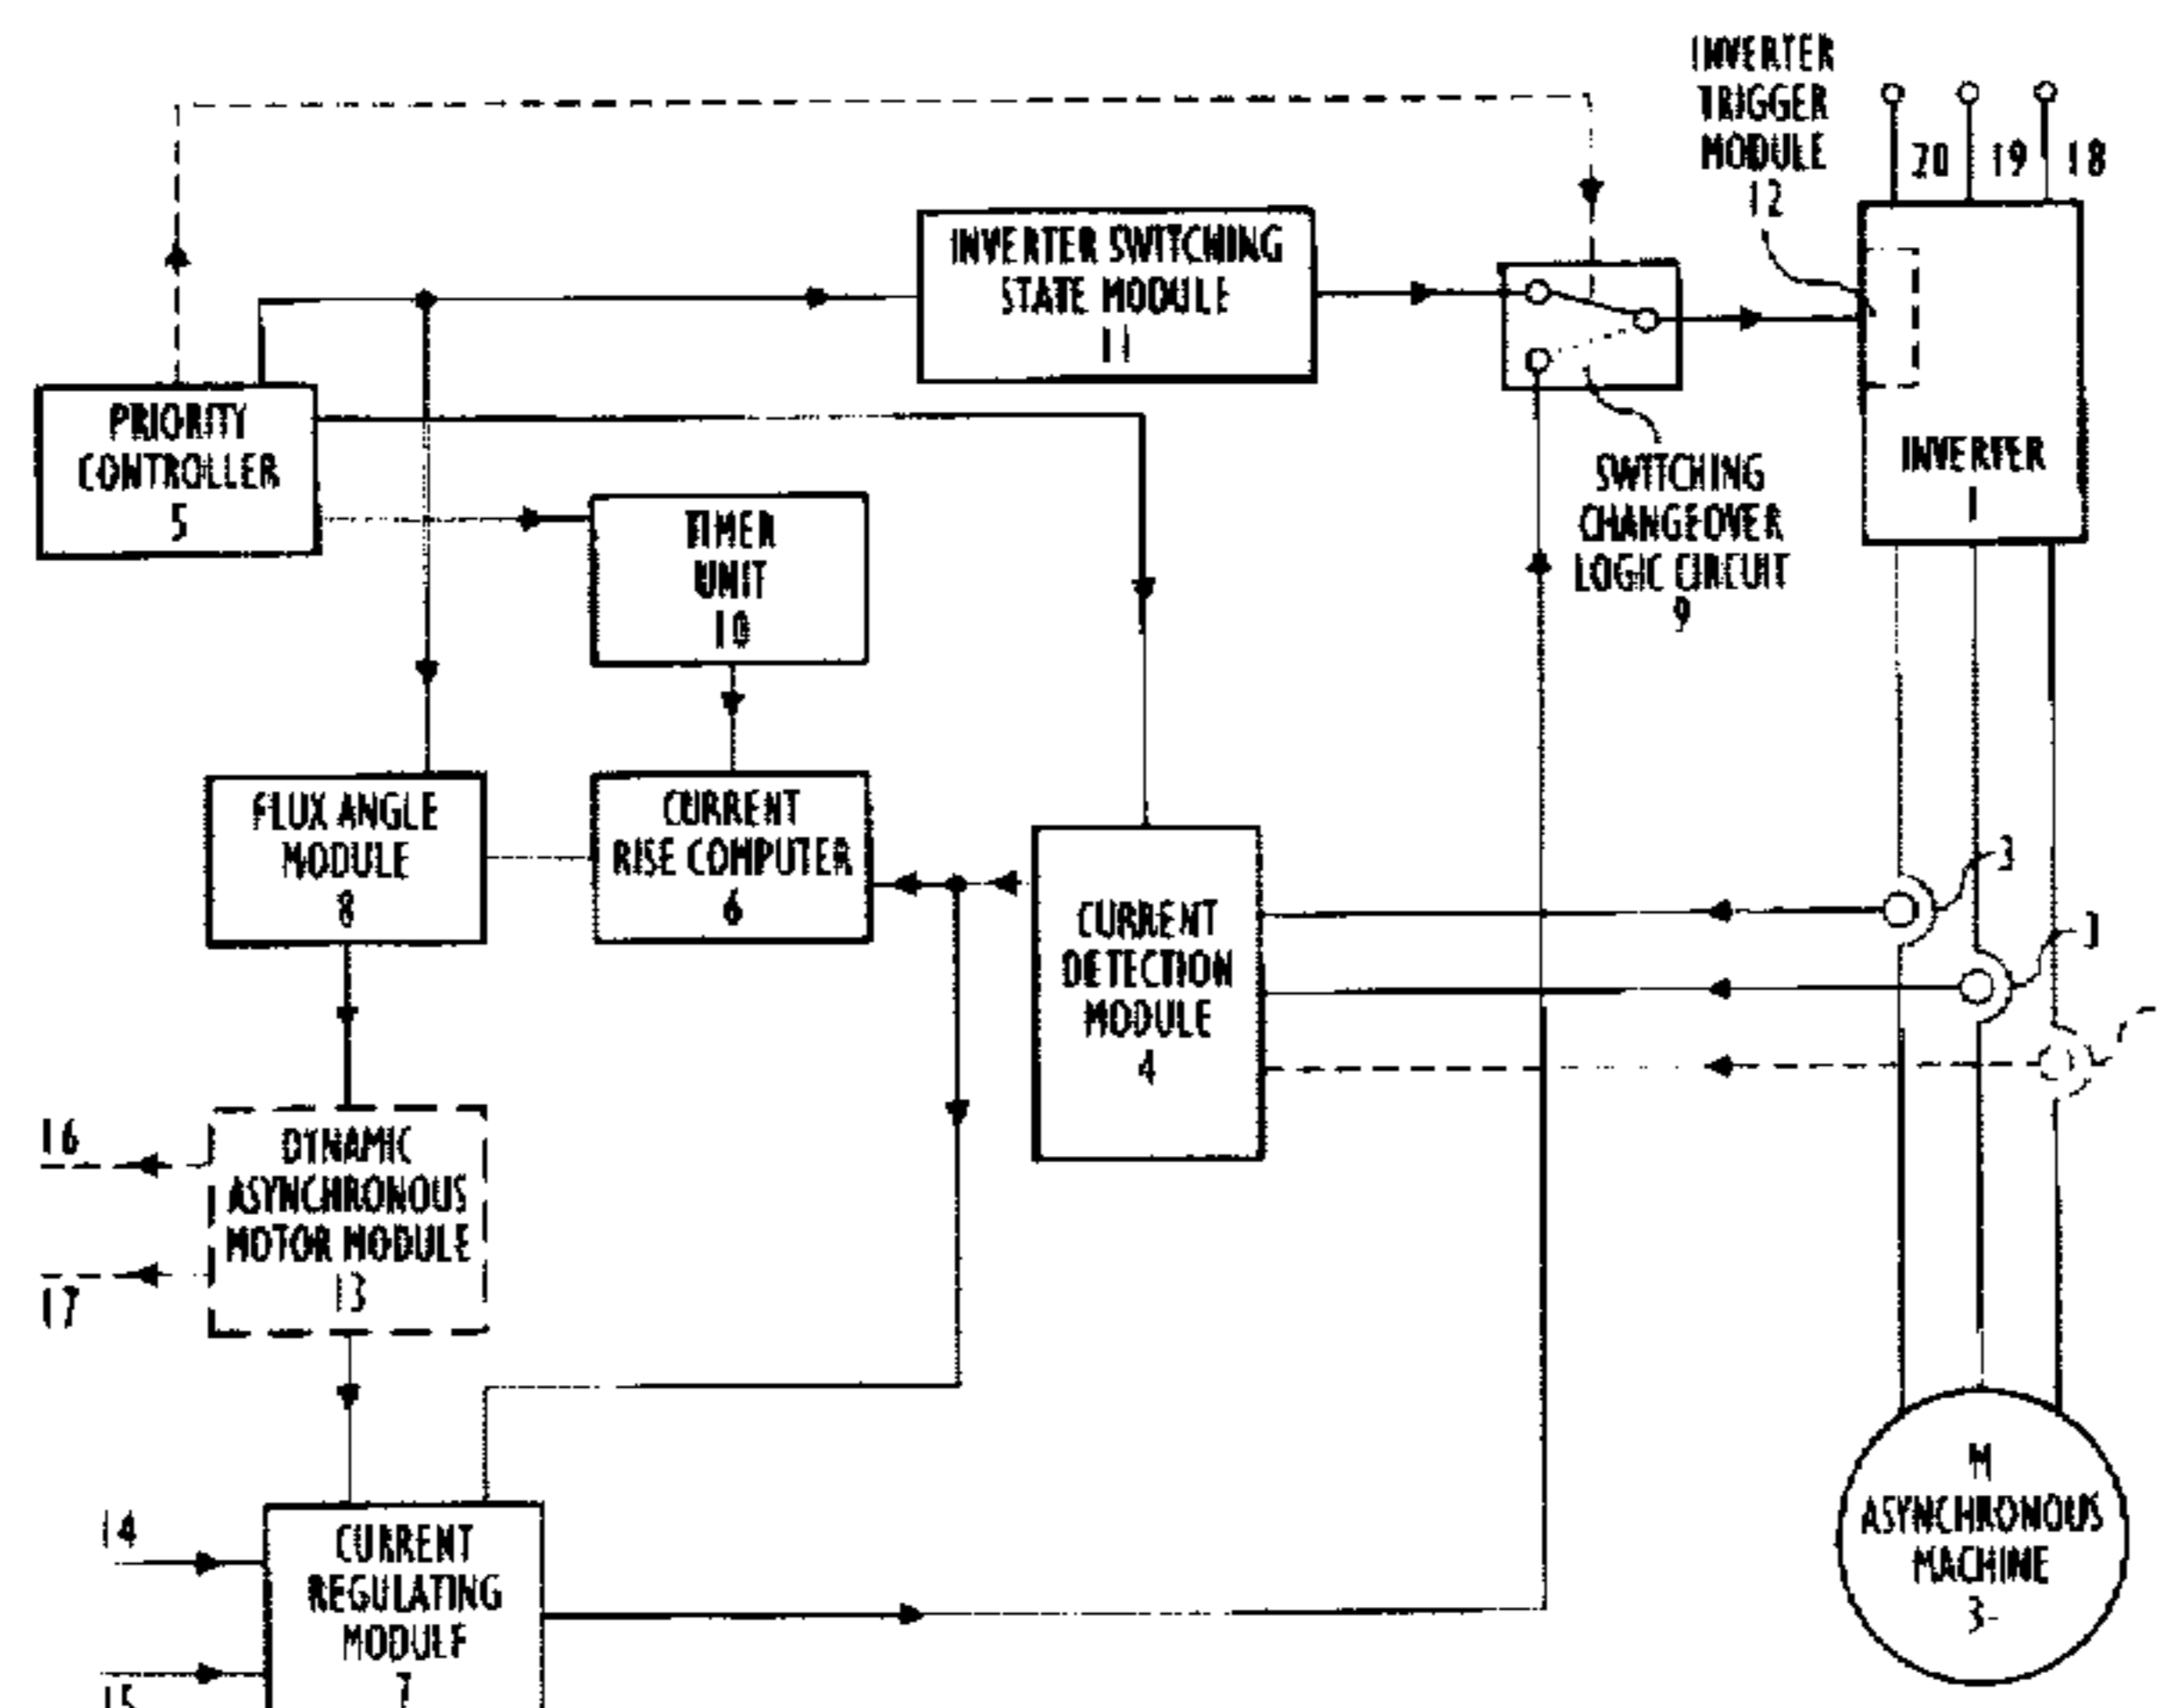 INVERTER
TRIGGER
MODULE
12
20 19 18
INVERTER SWITCHING
STATE MODULE
11
PRIORITY
CONTROLLER
5
INVERTER
1
SWITCHING
CHANGEOVER
LOGIC CIRCUIT
9
TIMER
UNIT
10
FLUX ANGLE
MODULE
8
CURRENT
RISE COMPUTER
6
CURRENT
DETECTION
MODULE
4
3
16
DYNAMIC
ASYNCHRONOUS
MOTOR MODULE
13
17
14
CURRENT
REGULATING
MODULE
7
15
M
ASYNCHRONOUS
MACHINE
3-